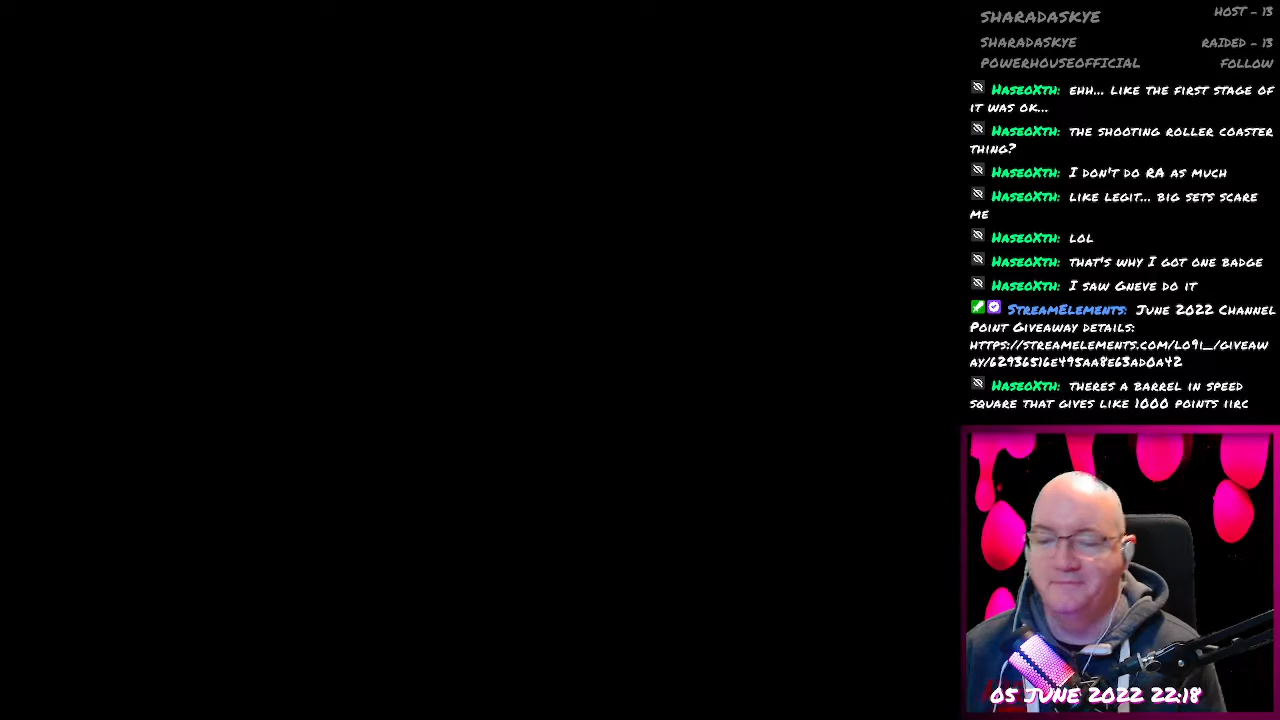 SHARADASKYE HOST - 13
SHARADASKYE RAIDED - 13
POWERHOUSEOFFICIAL FOLLOW
HaseoXth: ehh... like the first stage of
it was ok...
HaseoXth: the shooting roller coaster
thing?
HaseoXth: I don't do RA as much
HaseoXth: like legit... big sets scare
me
HaseoXth: lol
HaseoXth: that's why I got one badge
HaseoXth: I saw Gneve do it
StreamElements: June 2022 Channel
Point Giveaway details:
https://streamelements.com/lo9i_/giveaw
ay/62936516e495aa8e63ad0a42
HaseoXth: theres a barrel in speed
square that gives like 1000 points iirc
05 JUNE 2022 22:18